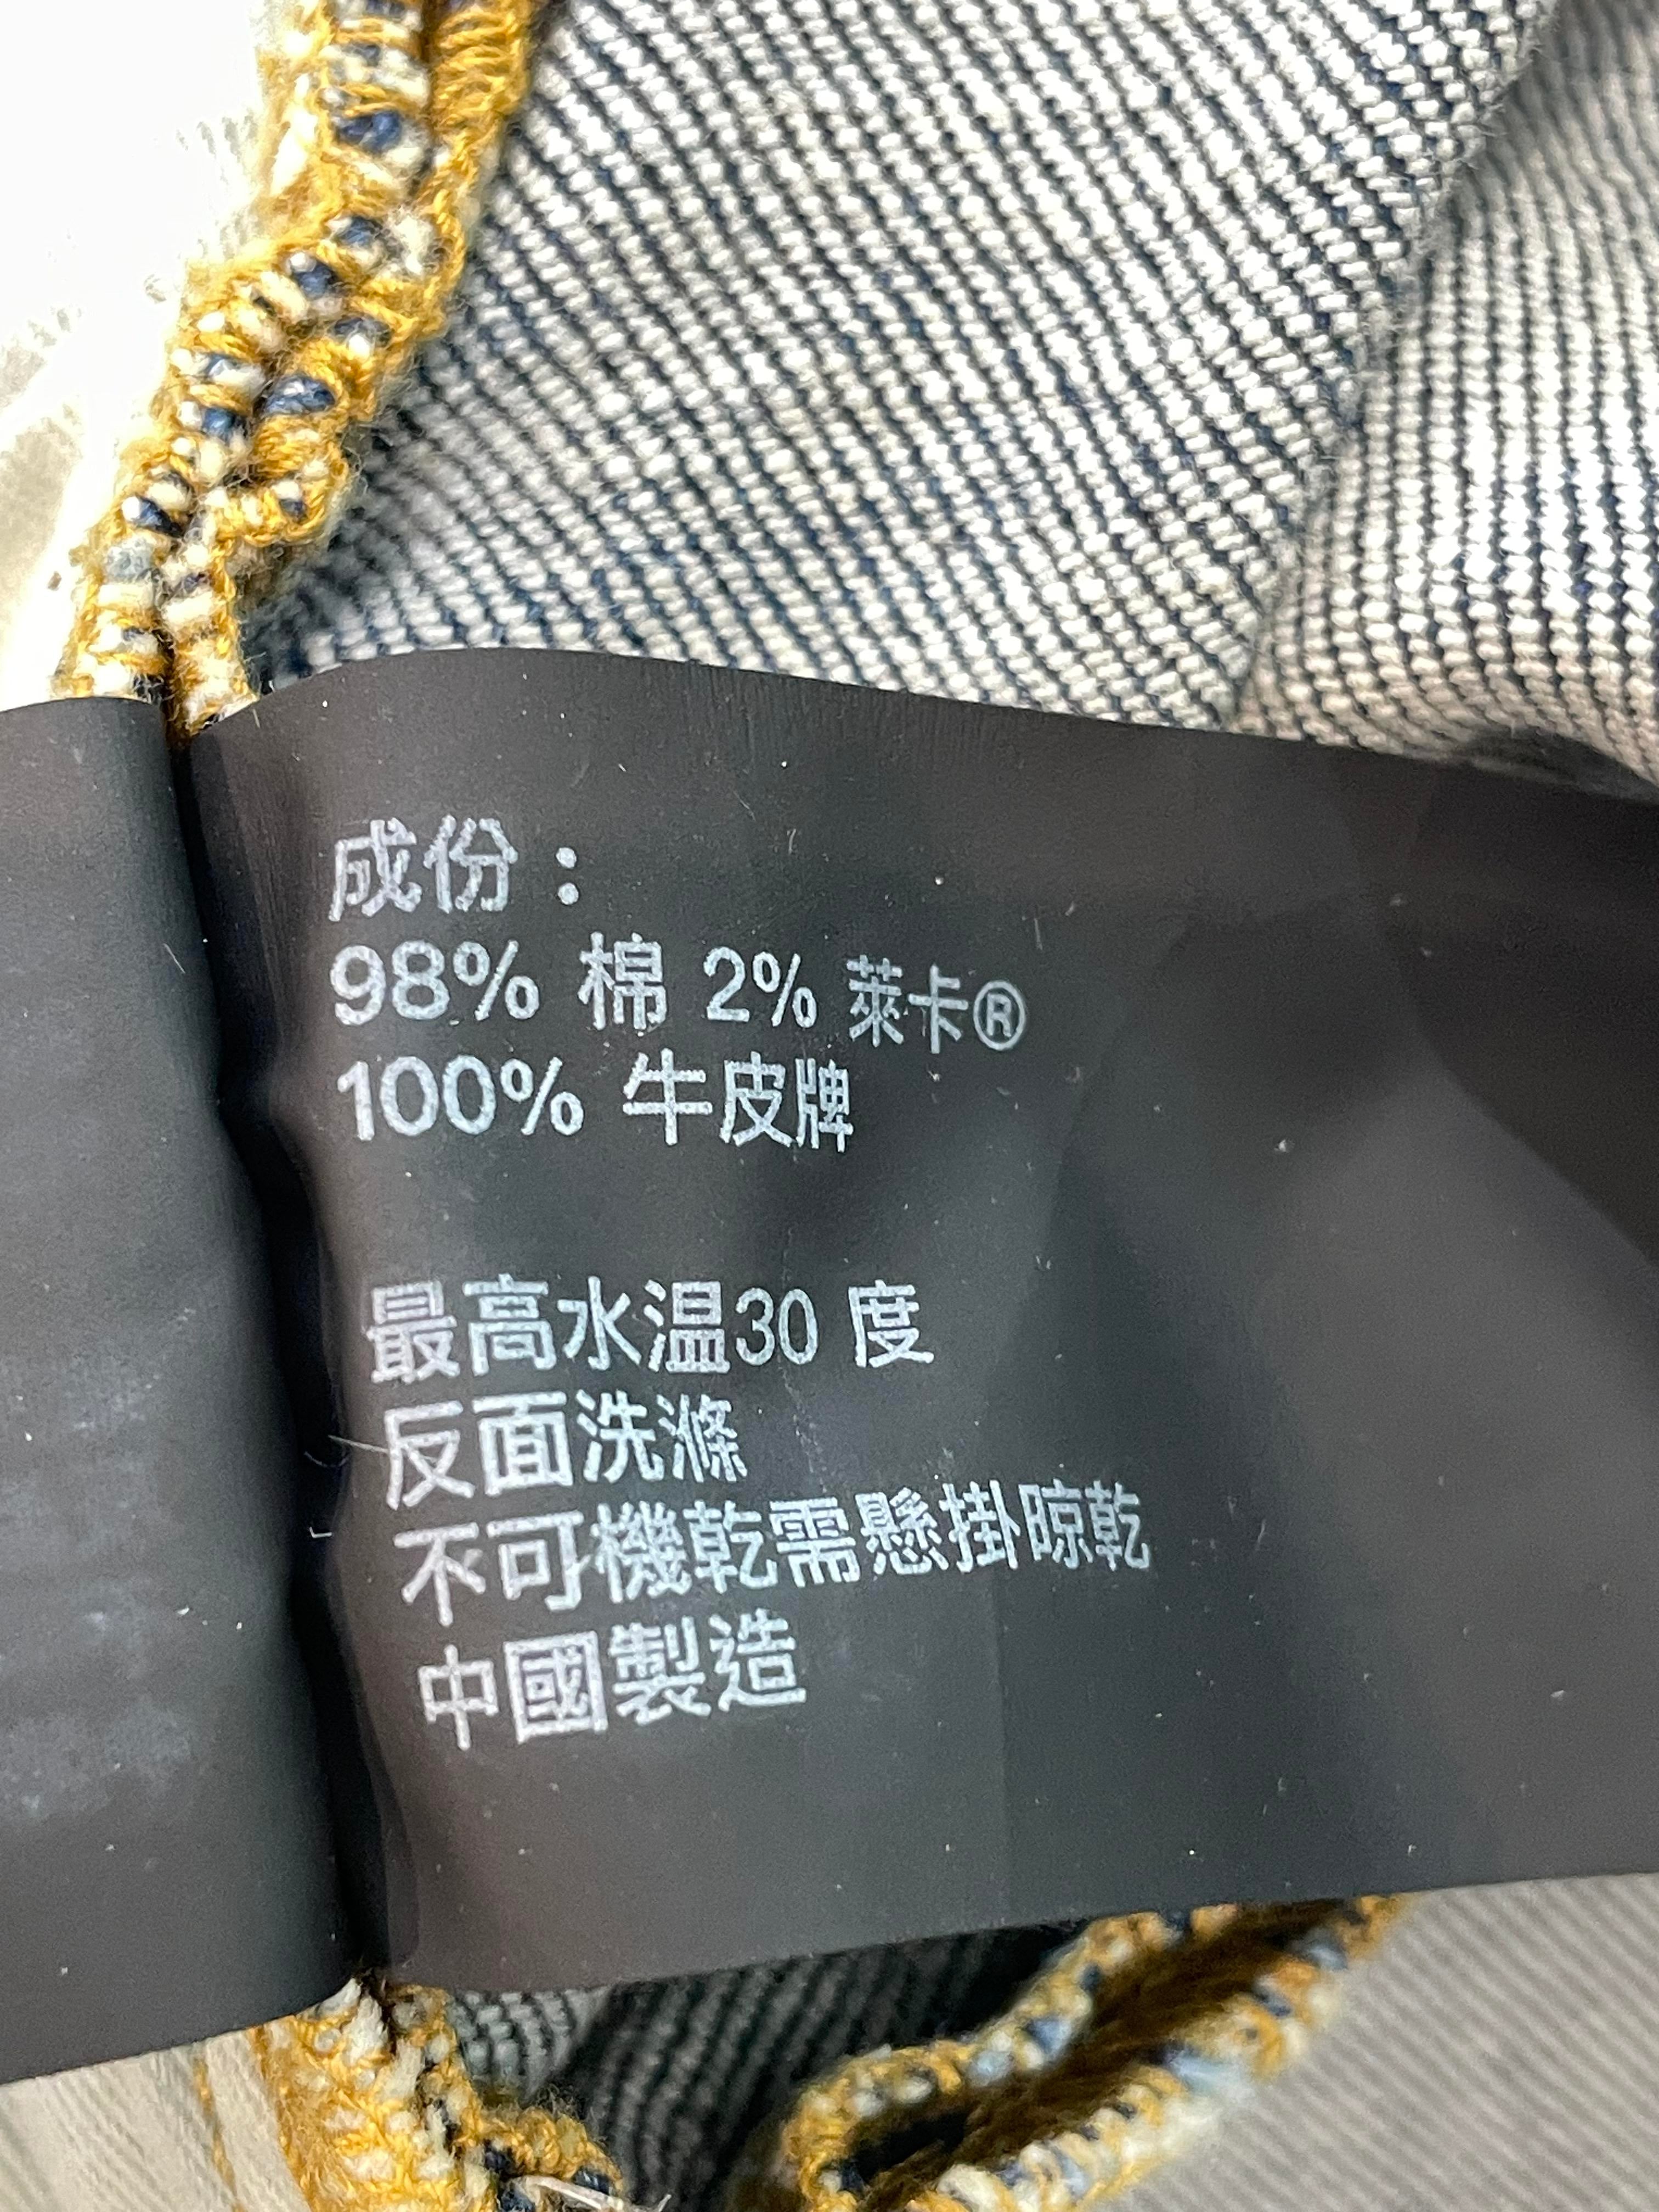 成份：
98% 棉 2% 萊卡®
100% 牛皮牌
最高水温30 度
反面洗滌
不可機乾需懸掛晾乾
中國製造